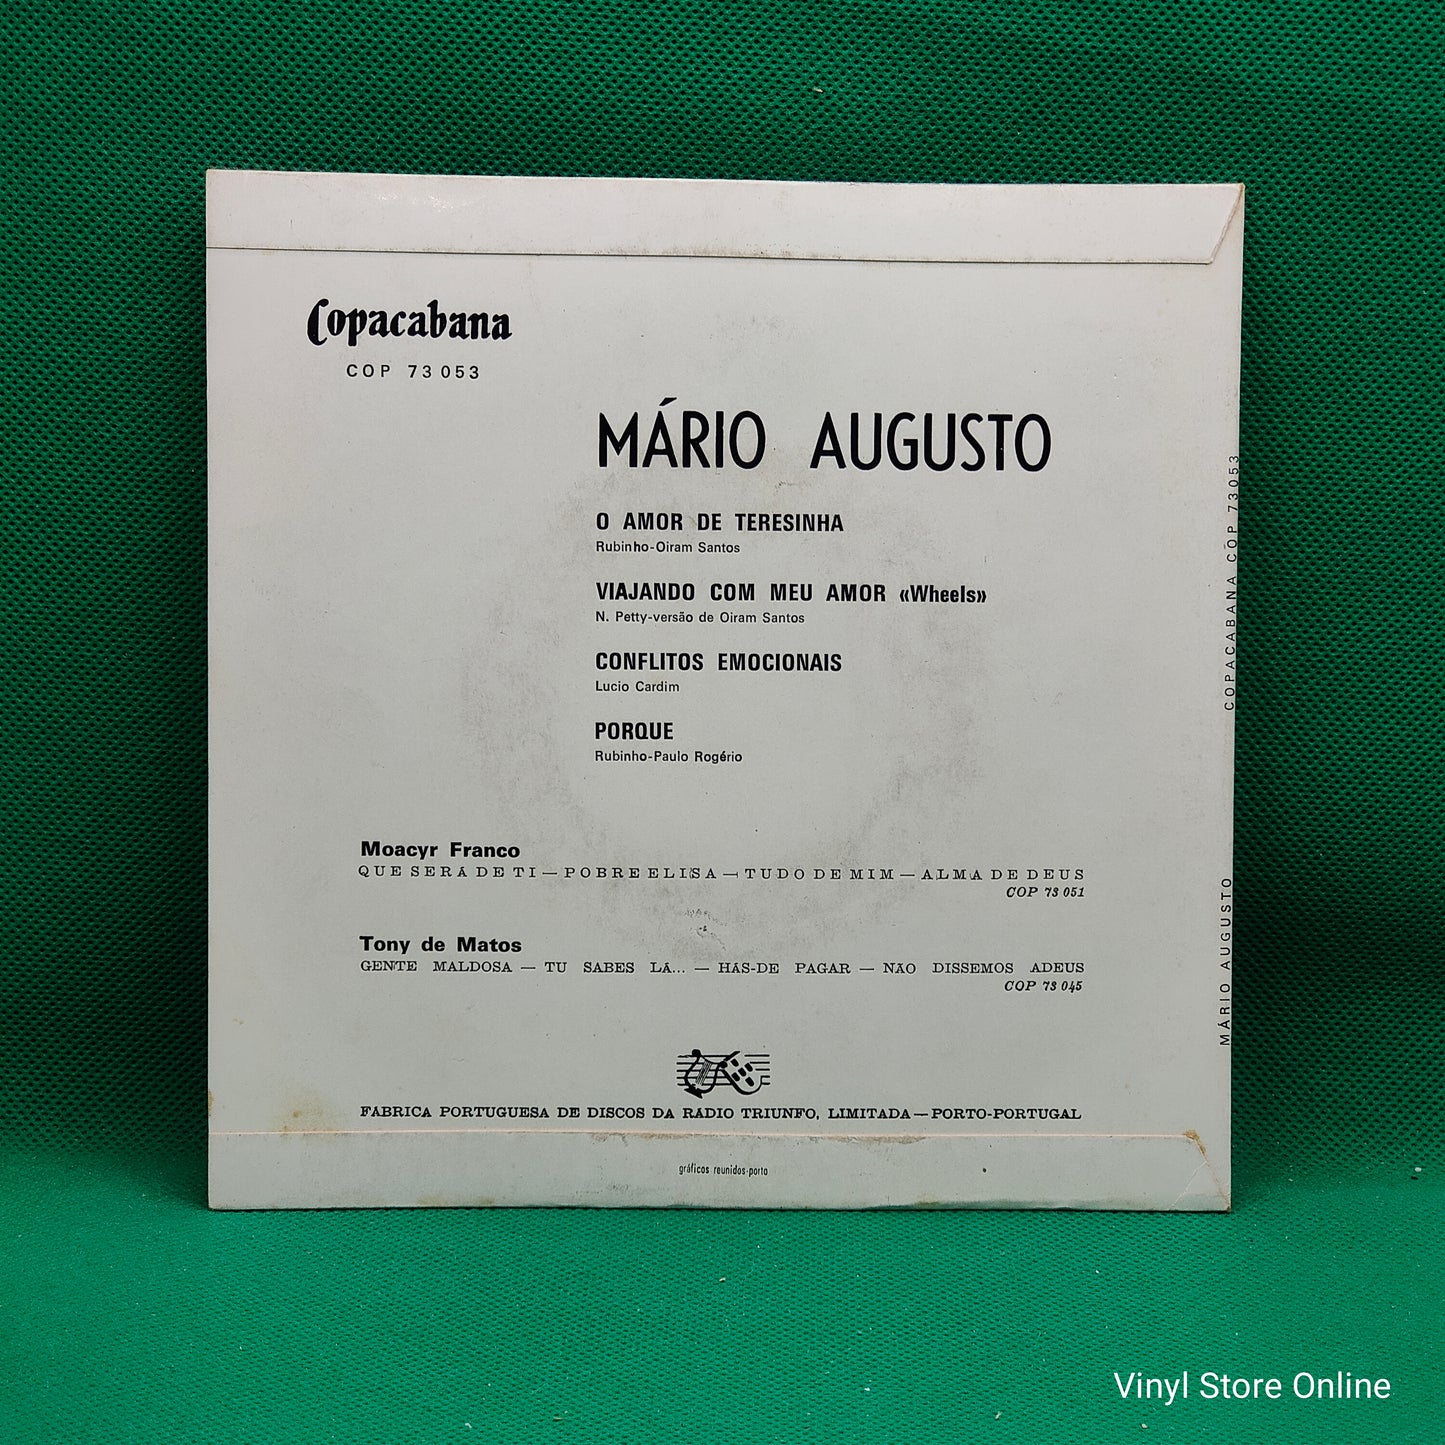 Copacabana
COP 73 053
MÁRIO AUGUSTO
O AMOR DE TERESINHA
Rubinho-Oiram Santos
VIAJANDO COM MEU AMOR «Wheels»
N. Petty-versão de Oiram Santos
CONFLITOS EMOCIONAIS
Lucio Cardim
PORQUE
Rubinho-Paulo Rogério
Moacyr Franco
QUE SERÁ DE TI — POBRE ELISA — TUDO DE MIM — ALMA DE DEUS
COP 73 051
Tony de Matos
GENTE MALDOSA — TU SABES LÁ... — HÁS-DE PAGAR — NÃO DISSEMOS ADEUS
COP 73 045
FÁBRICA PORTUGUESA DE DISCOS DA RÁDIO TRIUNFO, LIMITADA — PORTO-PORTUGAL
gráficos reunidos-porto
COPACABANA COP 73053
MÁRIO AUGUSTO
Vinyl Store Online